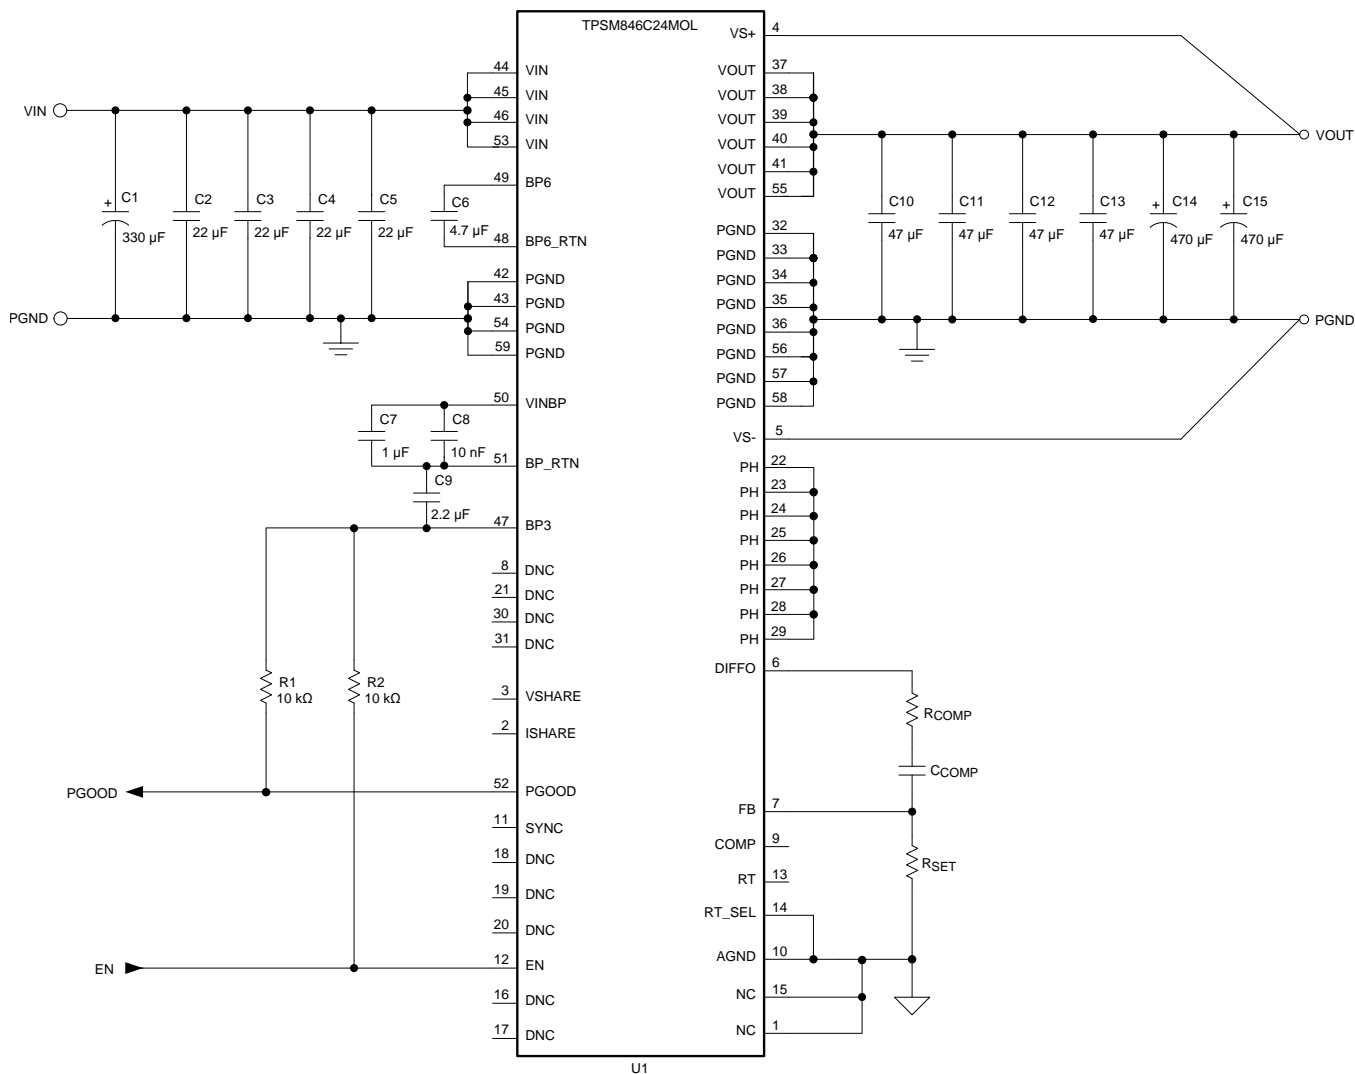 TPSM846C24MOL
VIN
PGND
C1
+
330 µF
C2
22 µF
C3
22 µF
C4
22 µF
C5
22 µF
C6
4.7 µF
C7
1 µF
C8
10 nF
C9
2.2 µF
R1
10 kΩ
R2
10 kΩ
PGOOD
EN
44 VIN
45 VIN
46 VIN
53 VIN
49 BP6
48 BP6_RTN
42 PGND
43 PGND
54 PGND
59 PGND
50 VINBP
51 BP_RTN
47 BP3
8 DNC
21 DNC
30 DNC
31 DNC
3 VSHARE
2 ISHARE
52 PGOOD
11 SYNC
18 DNC
19 DNC
20 DNC
12 EN
16 DNC
17 DNC
VS+ 4
VOUT 37
VOUT 38
VOUT 39
VOUT 40
VOUT 41
VOUT 55
PGND 32
PGND 33
PGND 34
PGND 35
PGND 36
PGND 56
PGND 57
PGND 58
VS- 5
PH 22
PH 23
PH 24
PH 25
PH 26
PH 27
PH 28
PH 29
DIFFO 6
FB 7
COMP 9
RT 13
RT_SEL 14
AGND 10
NC 15
NC 1
C10
47 µF
C11
47 µF
C12
47 µF
C13
47 µF
+
C14
470 µF
+
C15
470 µF
VOUT
PGND
RCOMP
CCOMP
RSET
U1